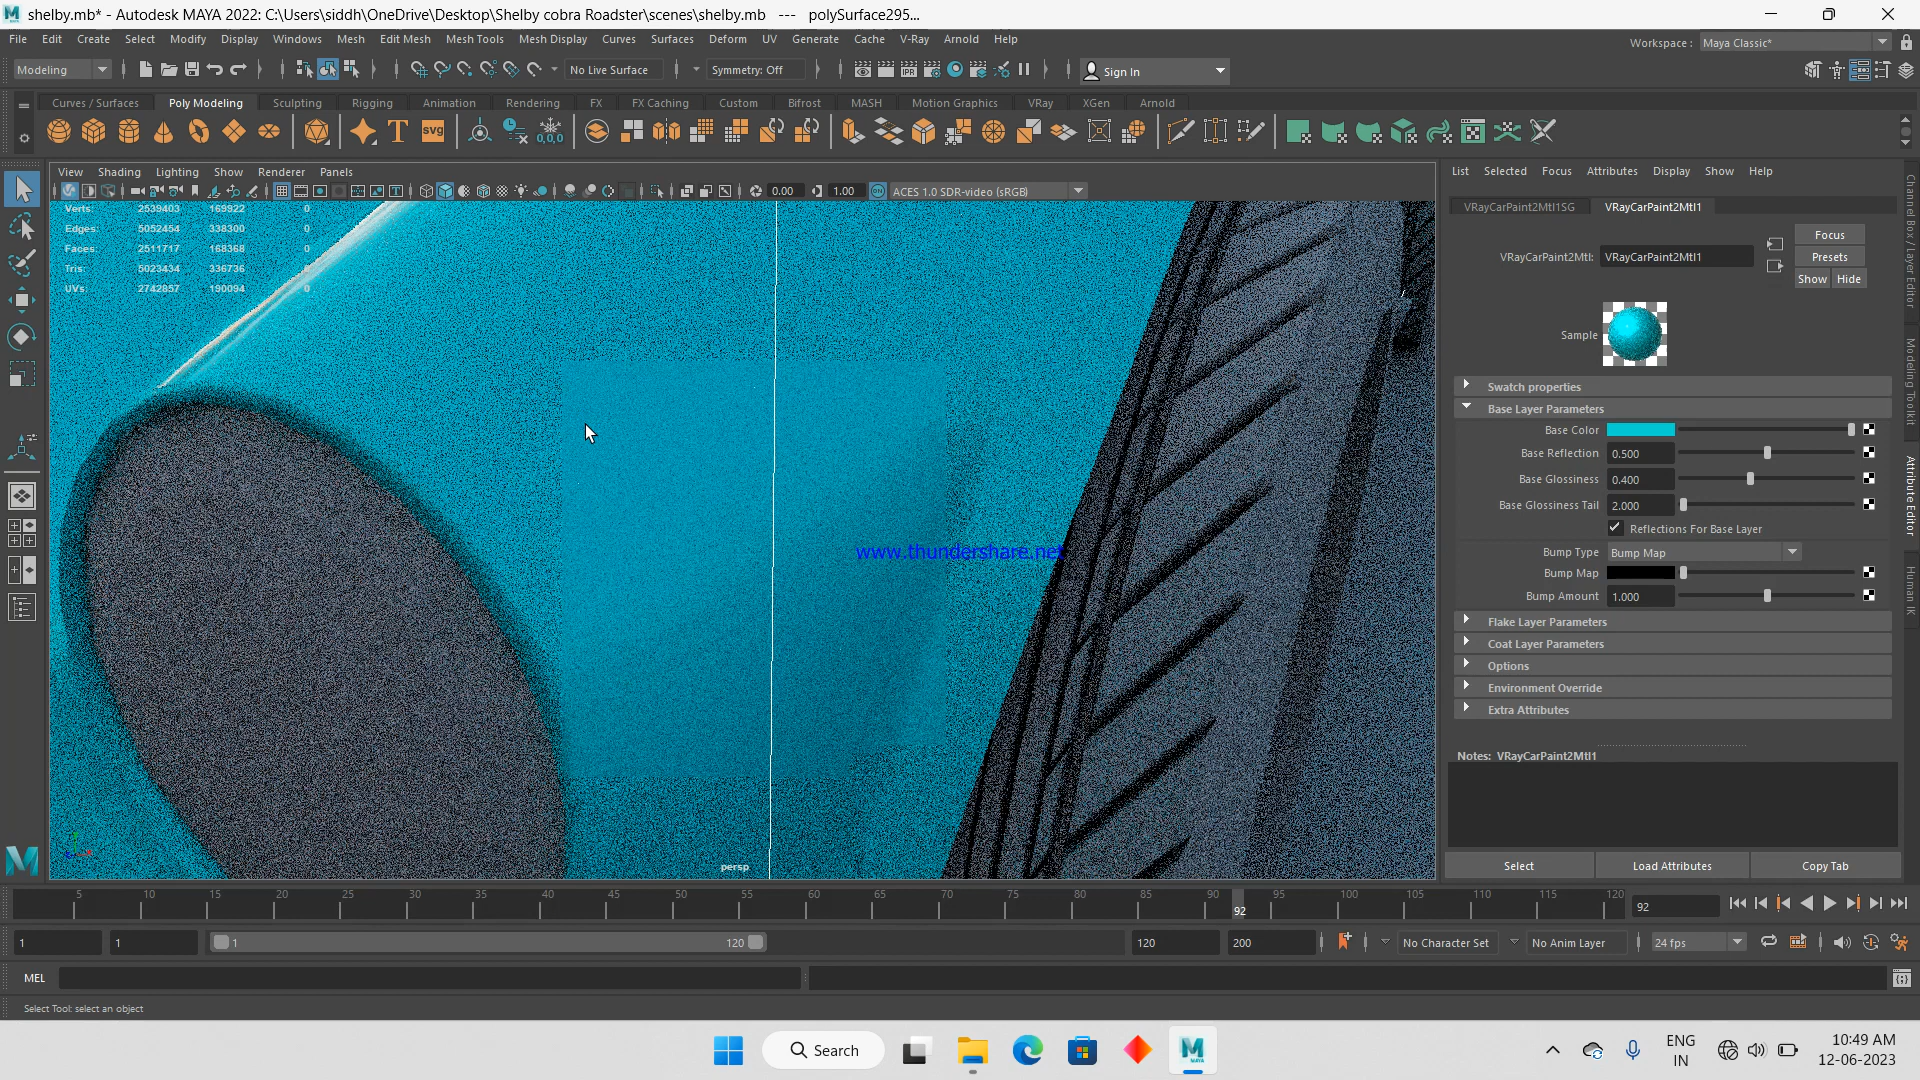 shelby.mb* - Autodesk MAYA 2022: C:\Users\siddh\OneDrive\Desktop\Shelby cobra Roadster\scenes\shelby.mb --- polySurface295...
File Edit Create Select Modify Display Windows Mesh Edit Mesh Mesh Tools Mesh Display Curves Surfaces Deform UV Generate Cache V-Ray Arnold Help
Workspace : Maya Classic*
Modeling No Live Surface Symmetry: Off Sign In
Curves / Surfaces Poly Modeling Sculpting Rigging Animation Rendering FX FX Caching Custom Bifrost MASH Motion Graphics VRay XGen Arnold
View Shading Lighting Show Renderer Panels
0.00 1.00 ACES 1.0 SDR-video (sRGB)
Verts: 2539403 169922 0
Edges: 5052454 338300 0
Faces: 2511717 168368 0
Tris: 5023434 336736 0
UVs: 2742857 190094 0
www.thundershare.net
persp
List Selected Focus Attributes Display Show Help
VRayCarPaint2Mtl1SG VRayCarPaint2Mtl1
VRayCarPaint2Mtl: VRayCarPaint2Mtl1
Focus
Presets
Show Hide
Sample
Swatch properties
Base Layer Parameters
Base Color
Base Reflection 0.500
Base Glossiness 0.400
Base Glossiness Tail 2.000
Reflections For Base Layer
Bump Type Bump Map
Bump Map
Bump Amount 1.000
Flake Layer Parameters
Coat Layer Parameters
Options
Environment Override
Extra Attributes
Notes: VRayCarPaint2Mtl1
Select Load Attributes Copy Tab
Channel Box / Layer Editor
Modeling Toolkit
Attribute Editor
Human IK
5 10 15 20 25 30 35 40 45 50 55 60 65 70 75 80 85 90 95 100 105 110 115 120
92
92
1 1 1 120 120 200 No Character Set No Anim Layer 24 fps
MEL
Select Tool: select an object
Search
ENG
IN
10:49 AM
12-06-2023